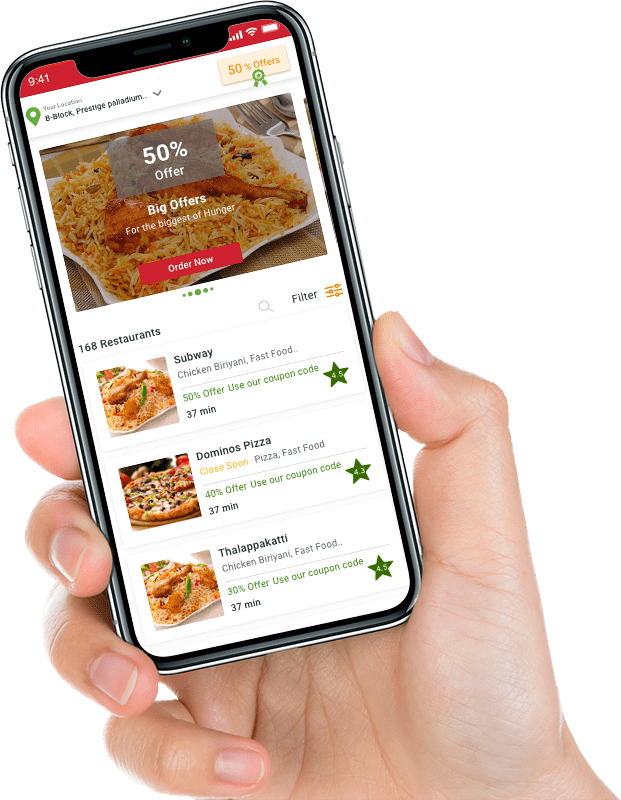 9:41
Your Location
B-Block, Prestige palladium..
50 % Offers
50%
Offer
Big Offers
For the biggest of Hunger
Order Now
Filter
168 Restaurants
Subway
Chicken Biriyani, Fast Food..
50% Offer Use our coupon code
4.5
37 min
Dominos Pizza
Close Soon Pizza, Fast Food
40% Offer Use our coupon code
4.3
37 min
Thalappakatti
Chicken Biriyani, Fast Food..
30% Offer Use our coupon code
4.5
37 min